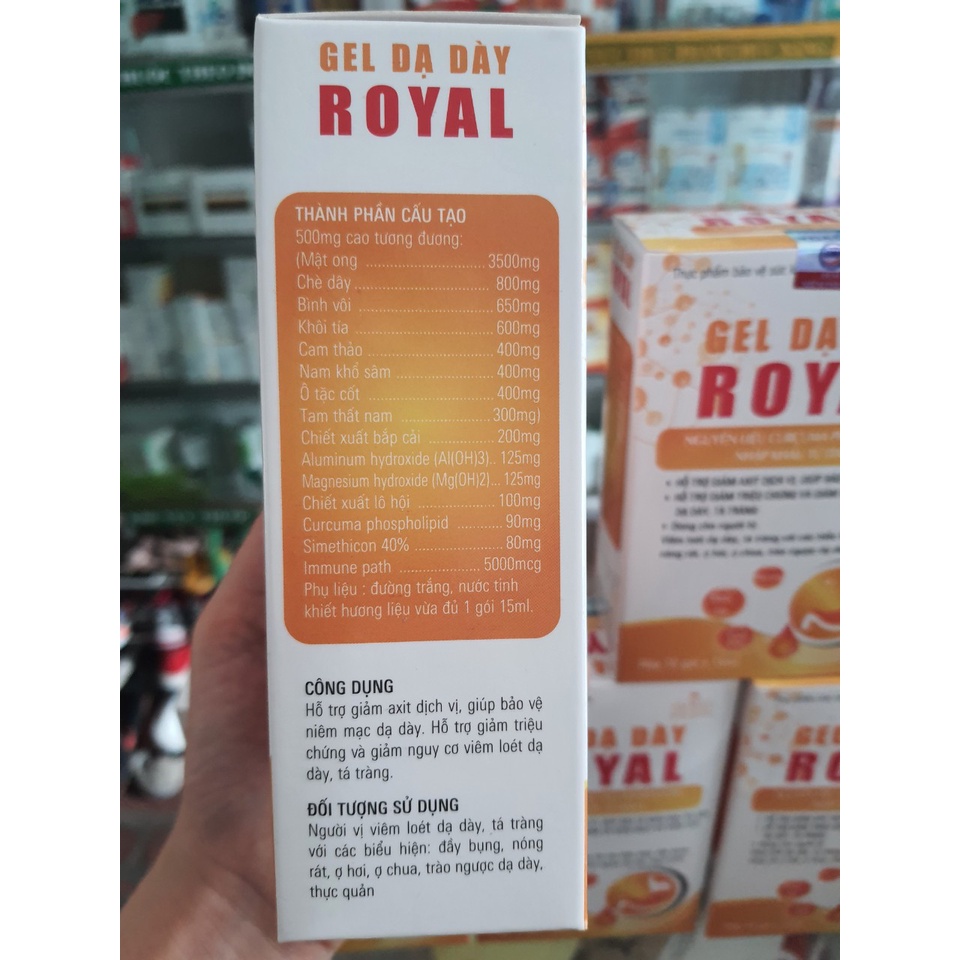 GEL DẠ DÀY
ROYAL
THÀNH PHẦN CẤU TẠO
500mg cao tương đương:
(Mật ong ........ 3500mg
Chè dây ........ 800mg
Bình vôi ........ 650mg
Khôi tía ........ 600mg
Cam thảo ........ 400mg
Nam khổ sâm ........ 400mg
Ô tặc cốt ........ 400mg
Tam thất nam ........ 300mg)
Chiết xuất bắp cải ........ 200mg
Aluminum hydroxide (Al(OH)3).. 125mg
Magnesium hydroxide (Mg(OH)2)... 125mg
Chiết xuất lô hội ........ 100mg
Curcuma phospholipid ........ 90mg
Simethicon 40% ........ 80mg
Immune path ........ 5000mcg
Phụ liệu : đường trắng, nước tinh
khiết hương liệu vừa đủ 1 gói 15ml.
CÔNG DỤNG
Hỗ trợ giảm axit dịch vị, giúp bảo vệ
niêm mạc dạ dày. Hỗ trợ giảm triệu
chứng và giảm nguy cơ viêm loét dạ
dày, tá tràng.
ĐỐI TƯỢNG SỬ DỤNG
Người vị viêm loét dạ dày, tá tràng
với các biểu hiện: đầy bụng, nóng
rát, ợ hơi, ợ chua, trào ngược dạ dày,
thực quản
ROYAL
Thực phẩm bảo vệ sức
GEL DẠ
ROYA
DẠ DÀY
YAL
GEL
RO